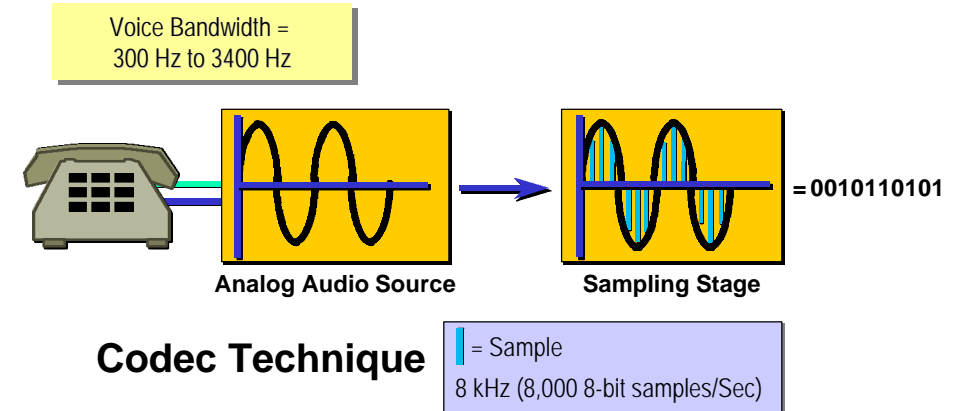 Voice Bandwidth =
300 Hz to 3400 Hz
= 0010110101
Analog Audio Source
Sampling Stage
Codec Technique
= Sample
8 kHz (8,000 8-bit samples/Sec)